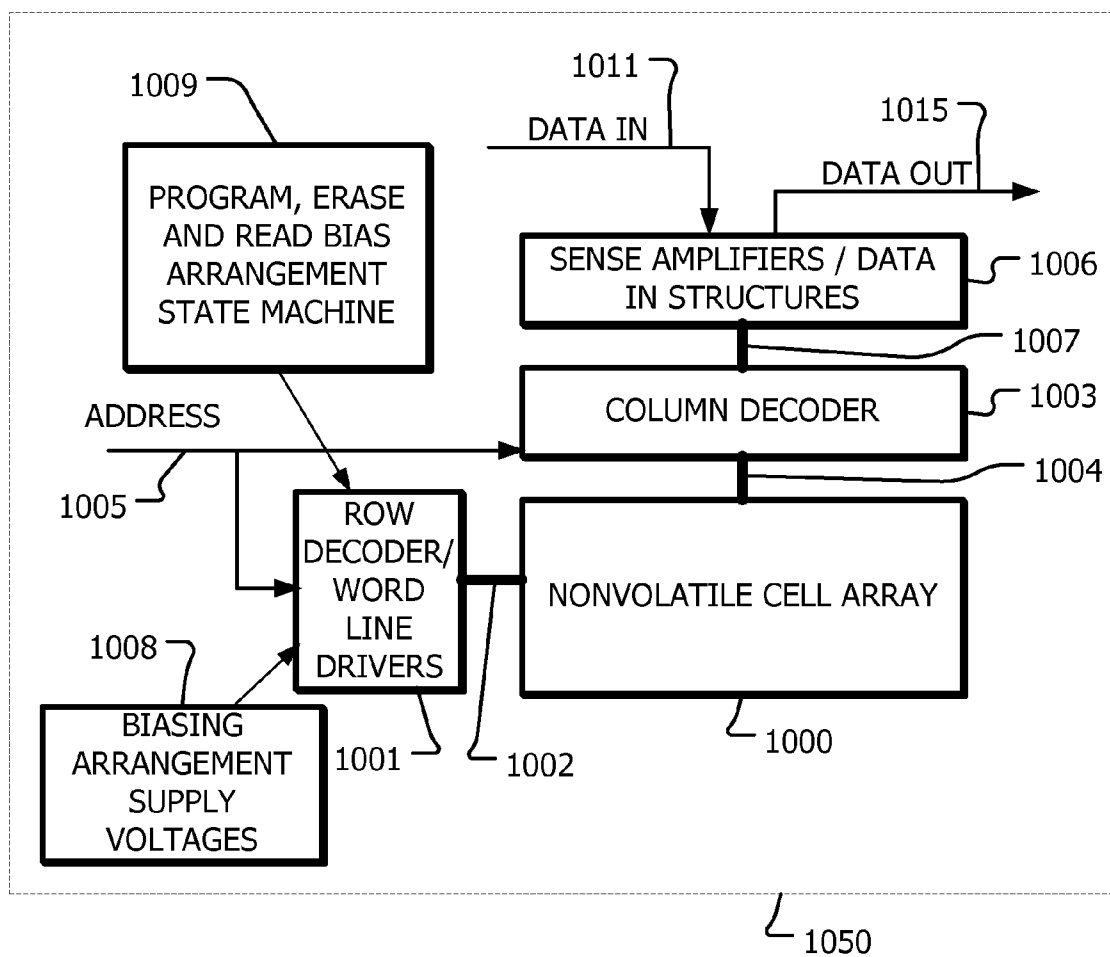 1011
1009
1015
DATA IN
DATA OUT
PROGRAM, ERASE
AND READ BIAS
ARRANGEMENT
STATE MACHINE
SENSE AMPLIFIERS / DATA
IN STRUCTURES
1006
1007
COLUMN DECODER
1003
ADDRESS
1004
1005
ROW
DECODER/
WORD
LINE
DRIVERS
NONVOLATILE CELL ARRAY
1008
BIASING
ARRANGEMENT
SUPPLY
VOLTAGES
1001
1002
1000
1050